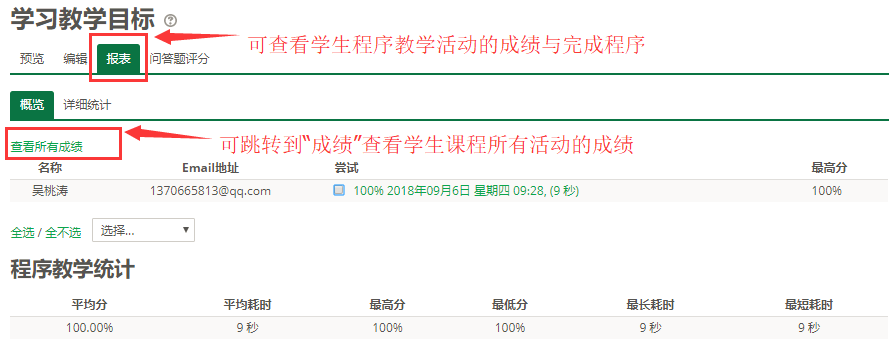 学习教学目标
可查看学生程序教学活动的成绩与完成程序
预览 编辑 报表 问答题评分
概览 详细统计
可跳转到“成绩”查看学生课程所有活动的成绩
查看所有成绩
名称 Email地址 尝试 最高分
吴桃涛 1370665813@qq.com 100% 2018年09月6日 星期四 09:28, (9 秒) 100%
全选 / 全不选 选择...
程序教学统计
平均分 平均耗时 最高分 最低分 最长耗时 最短耗时
100.00% 9 秒 100% 100% 9 秒 9 秒